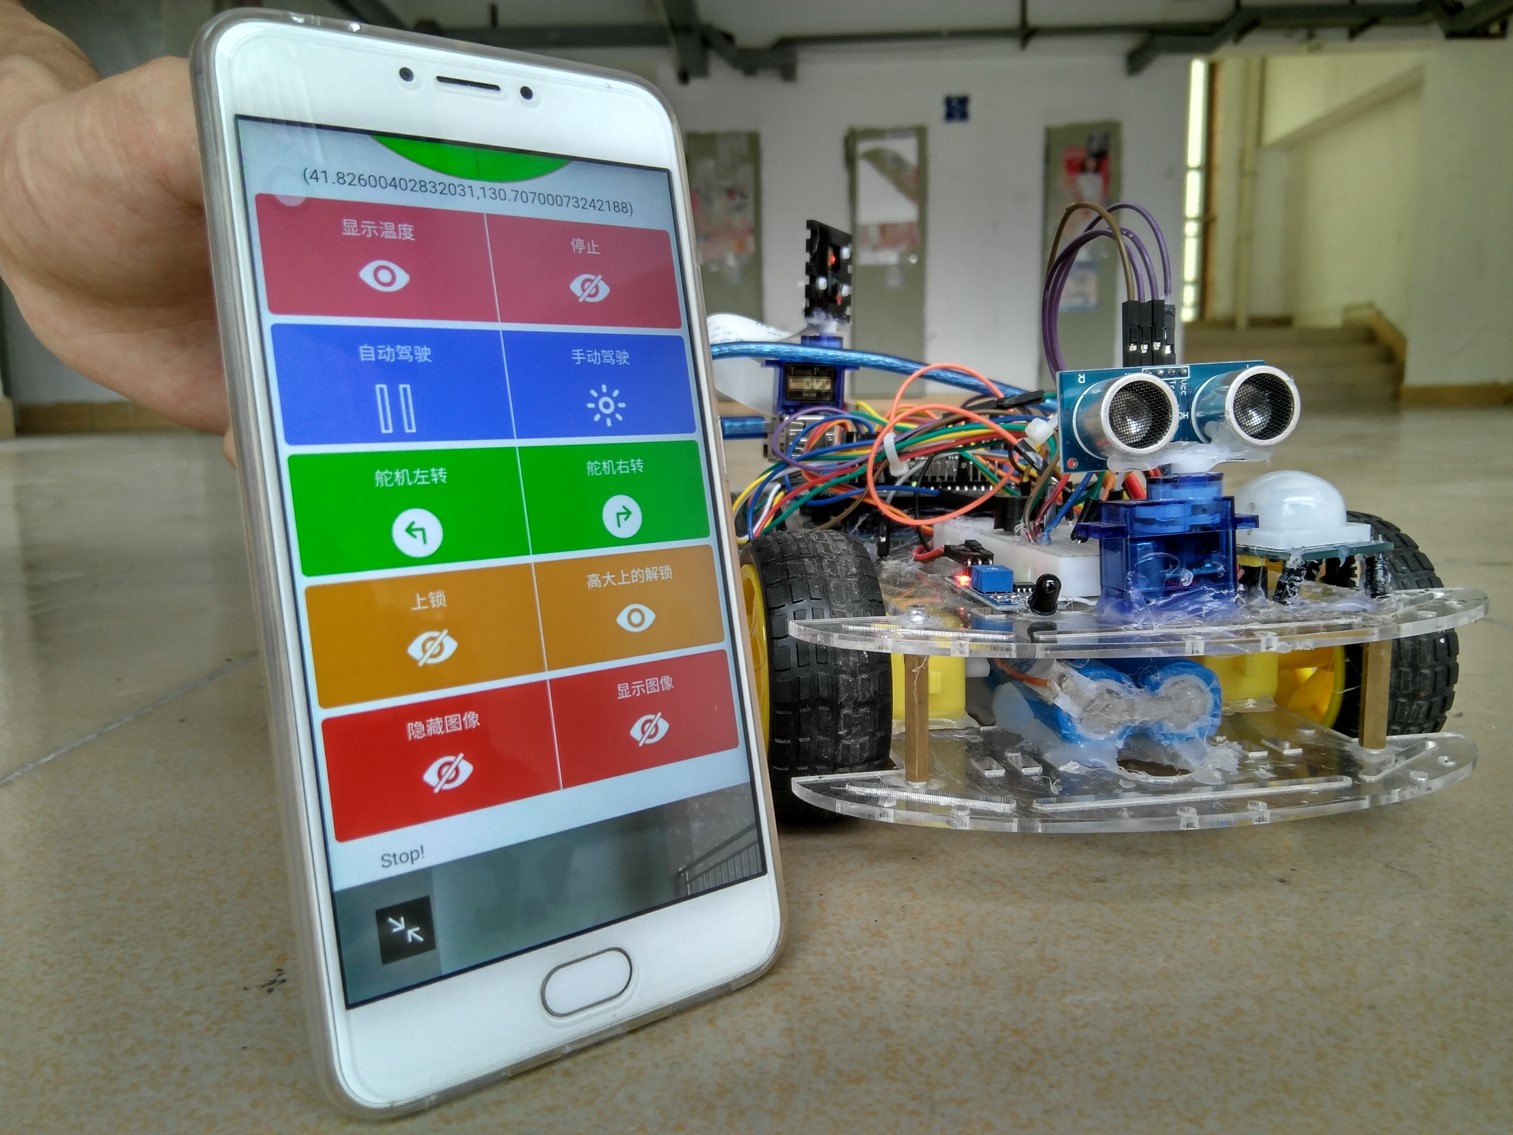 (41.82600402832031,130.70700073242188)
显示温度
停止
自动驾驶
手动驾驶
舵机左转
舵机右转
上锁
高大上的解锁
隐藏图像
显示图像
Stop!
R
Vcc